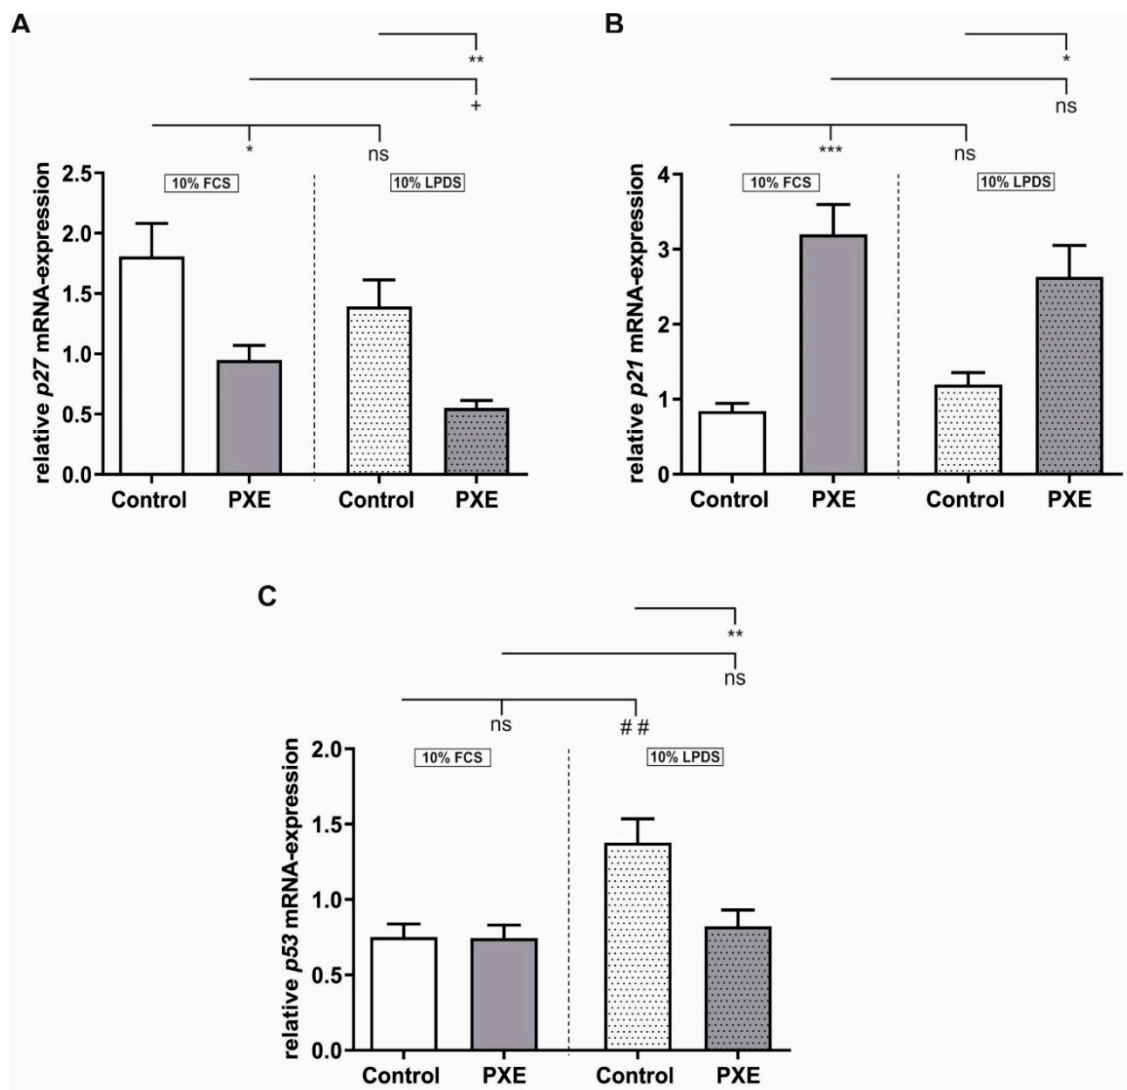 A
**
+
*
ns
relative p27 mRNA-expression
2.5
2.0
1.5
1.0
0.5
0.0
10% FCS
10% LPDS
Control PXE Control PXE
B
*
ns
***
ns
relative p21 mRNA-expression
4
3
2
1
0
10% FCS
10% LPDS
Control PXE Control PXE
C
**
ns
ns
##
relative p53 mRNA-expression
2.0
1.5
1.0
0.5
0.0
10% FCS
10% LPDS
Control PXE Control PXE